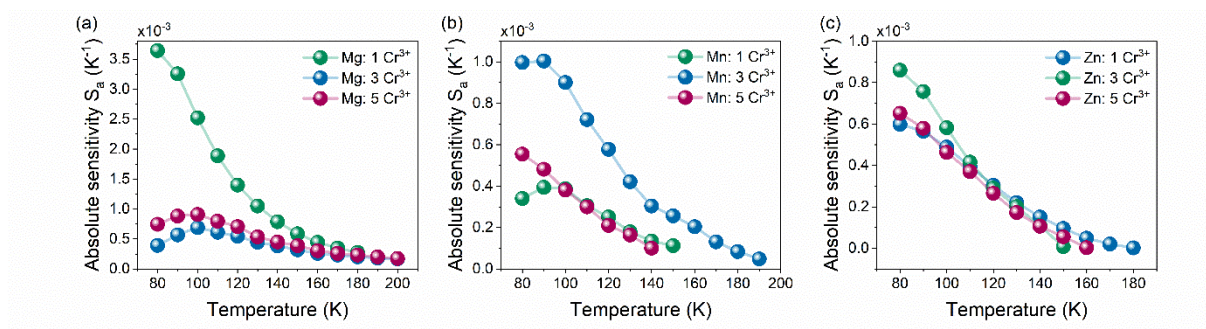 (a)
×10⁻³
Absolute sensitivity Sₐ (K⁻¹)
3.5
3.0
2.5
2.0
1.5
1.0
0.5
0.0
Mg: 1 Cr³⁺
Mg: 3 Cr³⁺
Mg: 5 Cr³⁺
80 100 120 140 160 180 200
Temperature (K)
(b)
×10⁻³
Absolute sensitivity Sₐ (K⁻¹)
1.0
0.8
0.6
0.4
0.2
0.0
Mn: 1 Cr³⁺
Mn: 3 Cr³⁺
Mn: 5 Cr³⁺
80 100 120 140 160 180 200
Temperature (K)
(c)
×10⁻³
Absolute sensitivity Sₐ (K⁻¹)
1.0
0.8
0.6
0.4
0.2
0.0
Zn: 1 Cr³⁺
Zn: 3 Cr³⁺
Zn: 5 Cr³⁺
80 100 120 140 160 180
Temperature (K)